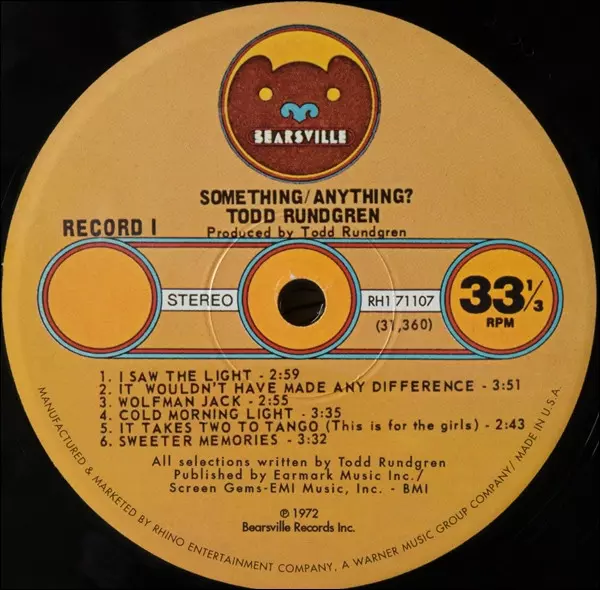 BEARSVILLE
SOMETHING/ANYTHING?
TODD RUNDGREN
Produced by Todd Rundgren
RECORD 1
STEREO
RH1 71107
(31,360)
33 1/3
RPM
1. I SAW THE LIGHT - 2:59
2. IT WOULDN'T HAVE MADE ANY DIFFERENCE - 3:51
3. WOLFMAN JACK - 2:55
4. COLD MORNING LIGHT - 3:35
5. IT TAKES TWO TO TANGO (This is for the girls) - 2:43
6. SWEETER MEMORIES - 3:32
All selections written by Todd Rundgren
Published by Earmark Music Inc./
Screen Gems-EMI Music, Inc. - BMI
℗ 1972
Bearsville Records Inc.
MANUFACTURED & MARKETED BY RHINO ENTERTAINMENT COMPANY, A WARNER MUSIC GROUP COMPANY/ MADE IN U.S.A.